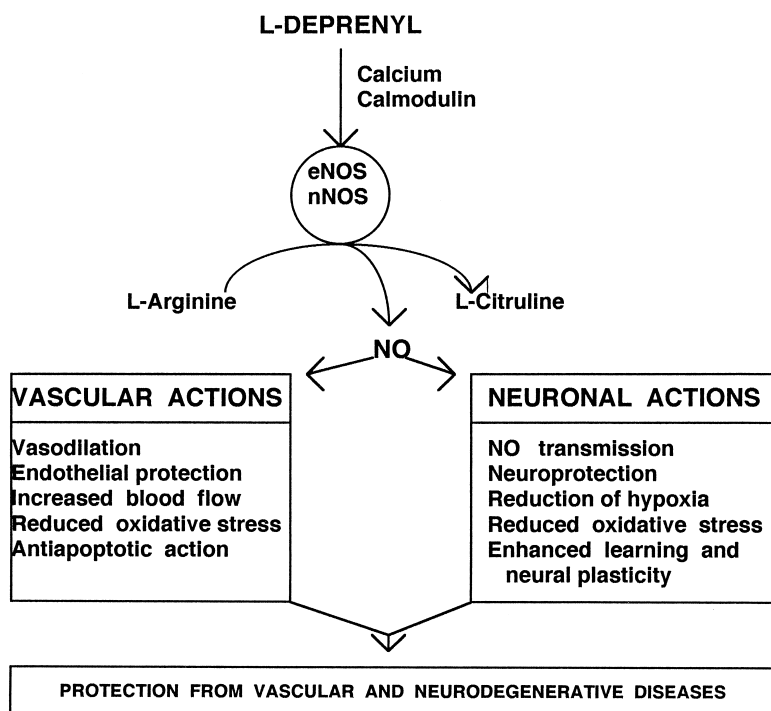 L-DEPRENYL
Calcium
Calmodulin
eNOS
nNOS
L-Arginine
L-Citruline
NO
VASCULAR ACTIONS
Vasodilation
Endothelial protection
Increased blood flow
Reduced oxidative stress
Antiapoptotic action
NEURONAL ACTIONS
NO transmission
Neuroprotection
Reduction of hypoxia
Reduced oxidative stress
Enhanced learning and
neural plasticity
PROTECTION FROM VASCULAR AND NEURODEGENERATIVE DISEASES